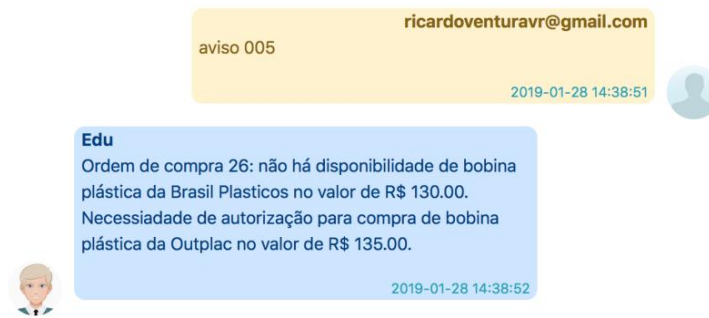 ricardoventuravr@gmail.com
aviso 005
2019-01-28 14:38:51
Edu
Ordem de compra 26: não há disponibilidade de bobina
plástica da Brasil Plasticos no valor de R$ 130.00.
Necessiadade de autorização para compra de bobina
plástica da Outplac no valor de R$ 135.00.
2019-01-28 14:38:52